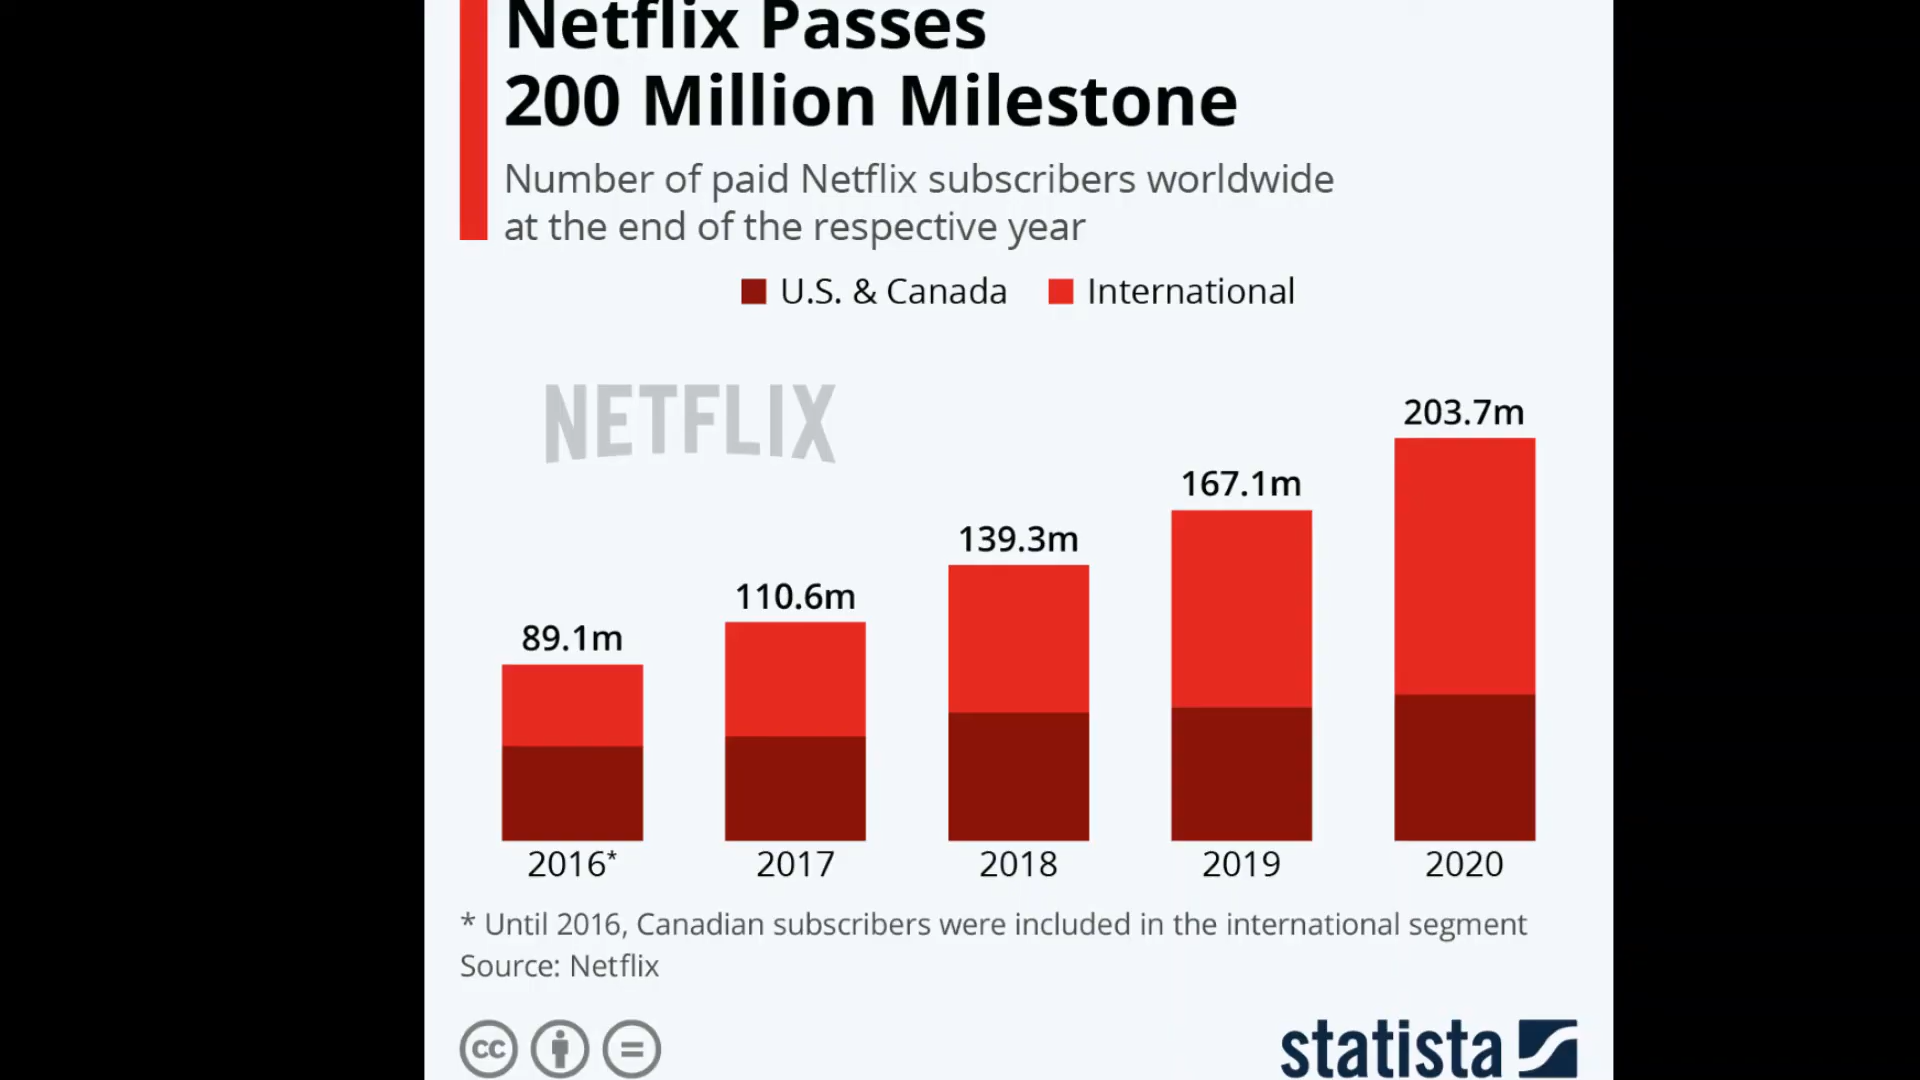 Netflix Passes
200 Million Milestone
Number of paid Netflix subscribers worldwide
at the end of the respective year
U.S. & Canada International
NETFLIX
203.7m
167.1m
139.3m
110.6m
89.1m
2016* 2017 2018 2019 2020
* Until 2016, Canadian subscribers were included in the international segment
Source: Netflix
cc = statista